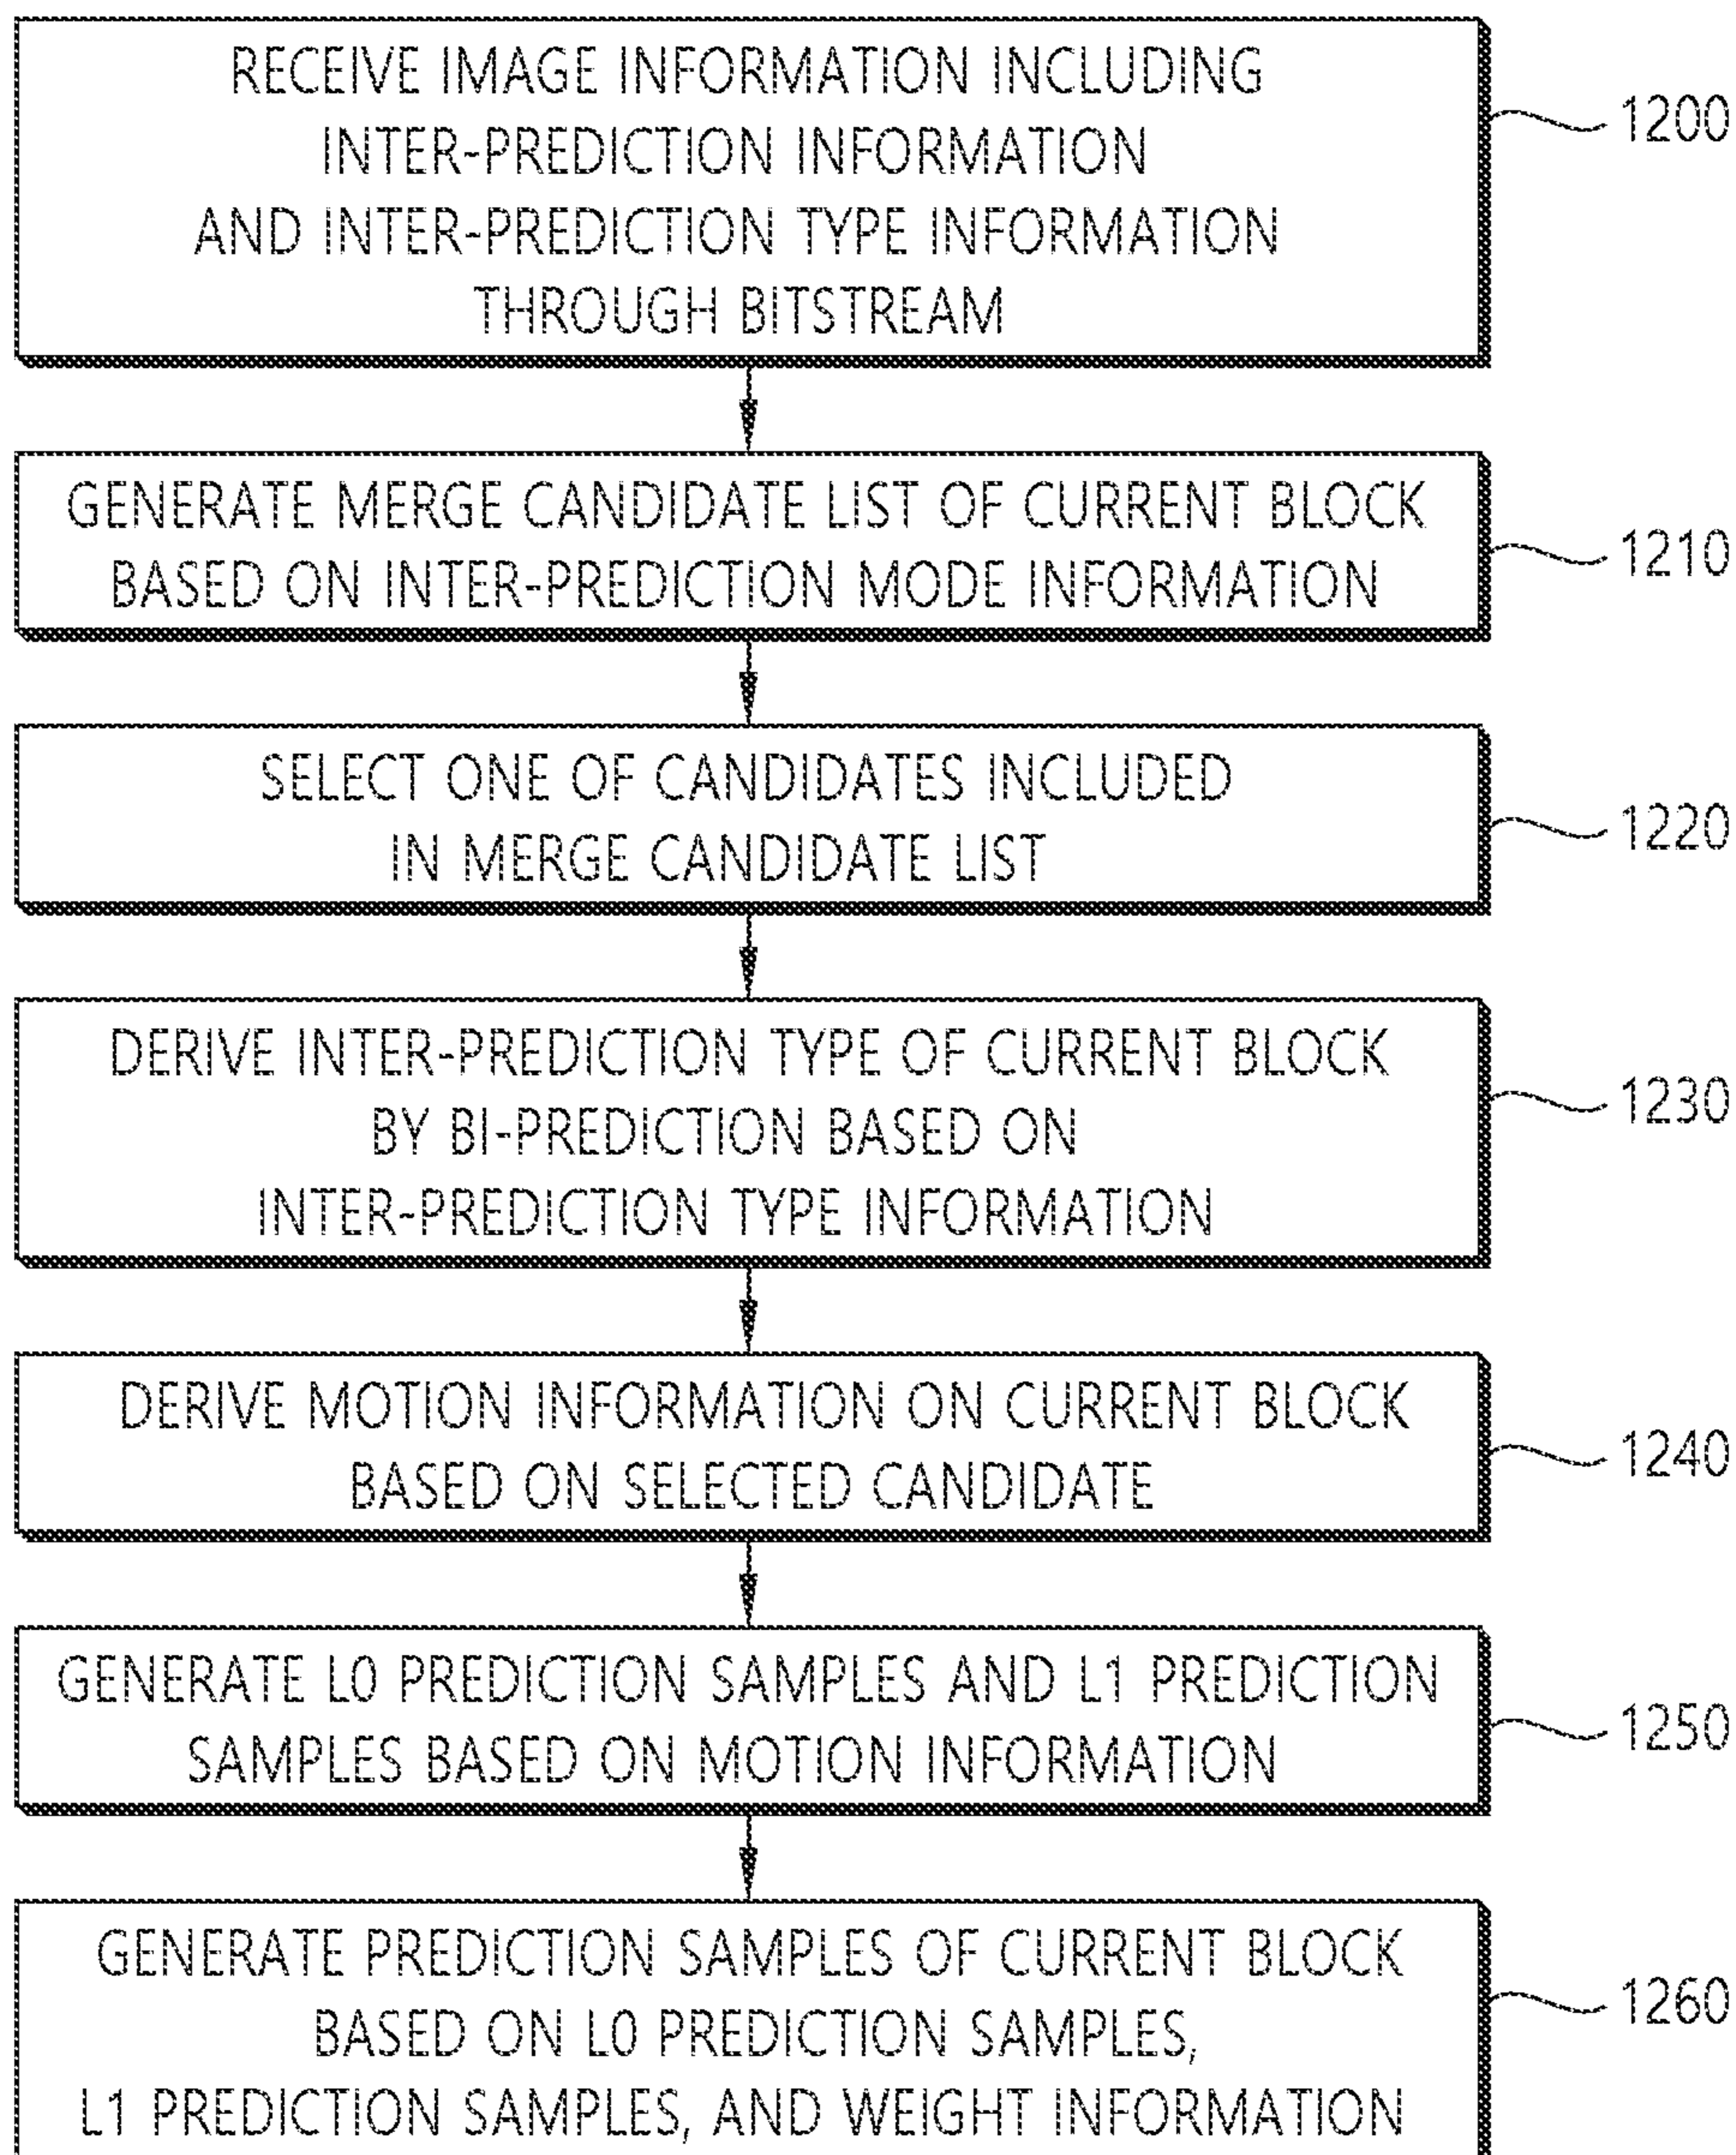 RECEIVE IMAGE INFORMATION INCLUDING
INTER-PREDICTION INFORMATION
AND INTER-PREDICTION TYPE INFORMATION
THROUGH BITSTREAM
1200
GENERATE MERGE CANDIDATE LIST OF CURRENT BLOCK
BASED ON INTER-PREDICTION MODE INFORMATION
1210
SELECT ONE OF CANDIDATES INCLUDED
IN MERGE CANDIDATE LIST
1220
DERIVE INTER-PREDICTION TYPE OF CURRENT BLOCK
BY BI-PREDICTION BASED ON
INTER-PREDICTION TYPE INFORMATION
1230
DERIVE MOTION INFORMATION ON CURRENT BLOCK
BASED ON SELECTED CANDIDATE
1240
GENERATE L0 PREDICTION SAMPLES AND L1 PREDICTION
SAMPLES BASED ON MOTION INFORMATION
1250
GENERATE PREDICTION SAMPLES OF CURRENT BLOCK
BASED ON L0 PREDICTION SAMPLES,
L1 PREDICTION SAMPLES, AND WEIGHT INFORMATION
1260